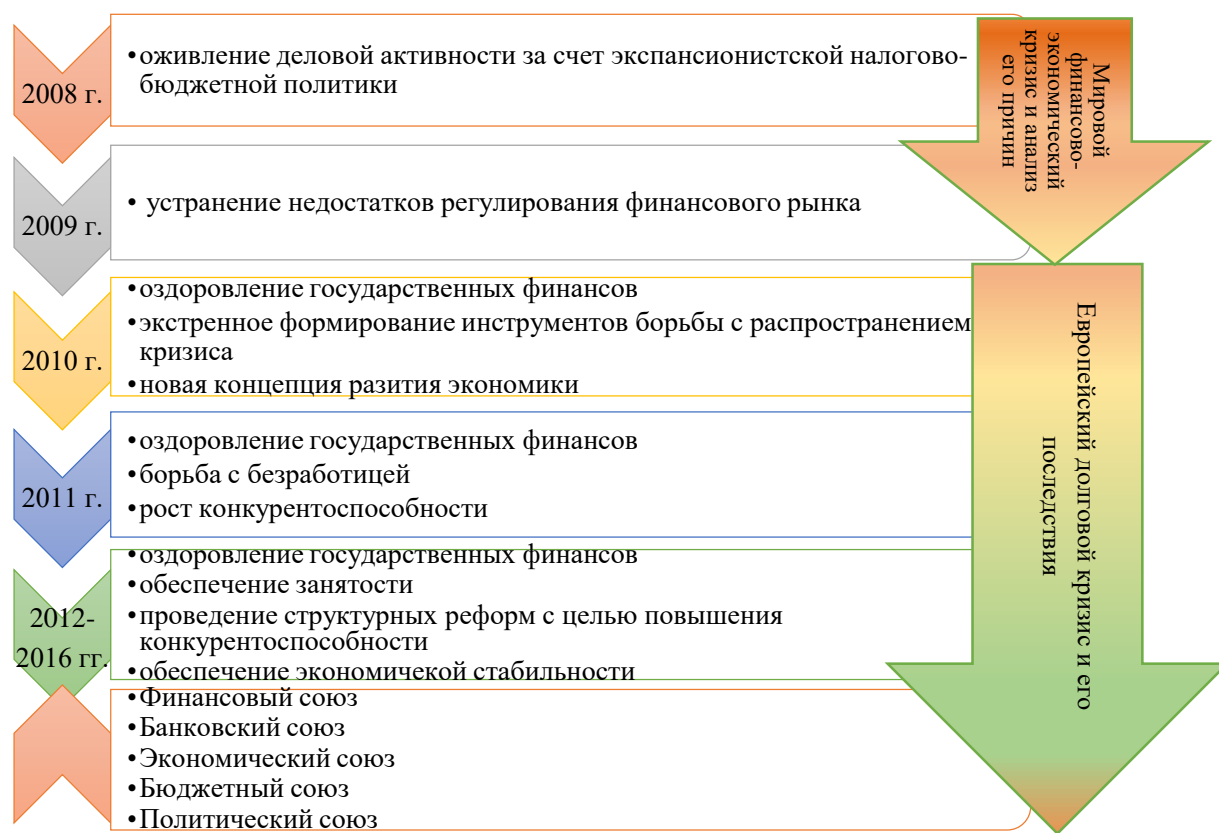 2008 г.
•оживление деловой активности за счет экспансионистской налогово-
бюджетной политики
2009 г.
• устранение недостатков регулирования финансового рынка
2010 г.
•оздоровление государственных финансов
•экстренное формирование инструментов борьбы с распространением
кризиса
•новая концепция разития экономики
2011 г.
•оздоровление государственных финансов
•борьба с безработицей
•рост конкурентоспособности
2012-
2016 гг.
•оздоровление государственных финансов
•обеспечение занятости
•проведение структурных реформ с целью повышения
конкурентоспособности
•обеспечение экономичекой стабильности
•Финансовый союз
•Банковский союз
•Экономический союз
•Бюджетный союз
•Политический союз
Мировой
финансово-
экономический
кризис и анализ
его причин
Европейский долговой кризис и его
последствия